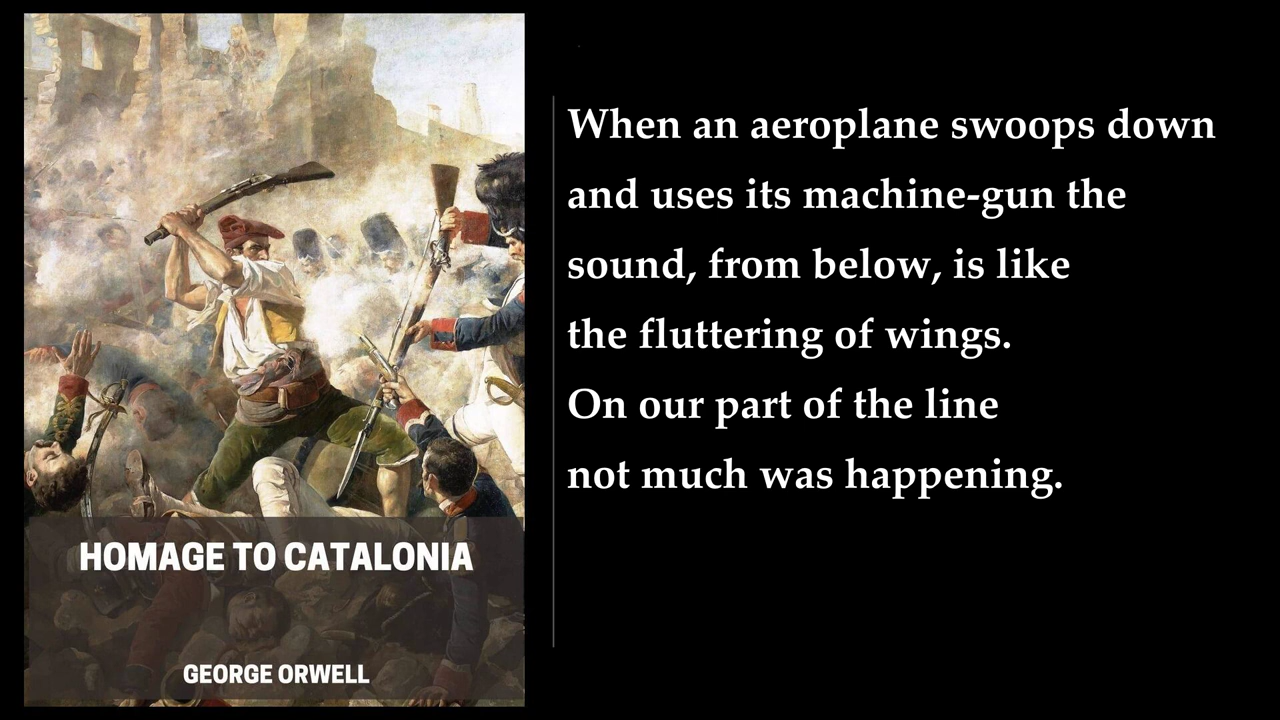 When an aeroplane swoops down
and uses its machine-gun the
sound, from below, is like
the fluttering of wings.
On our part of the line
not much was happening.
HOMAGE TO CATALONIA
GEORGE ORWELL